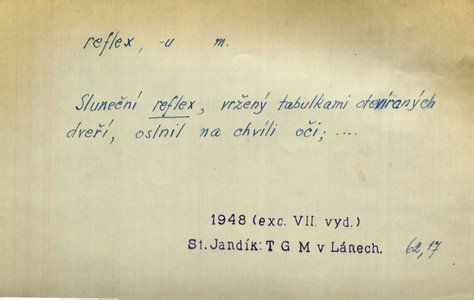 reflex, -u m.
Sluneční reflex, vržený tabulkami otevíraných
dveří, oslnil na chvíli oči; ....
1948 (exc. VII. vyd.)
St. Jandík: T G M v Lánech. 62,17